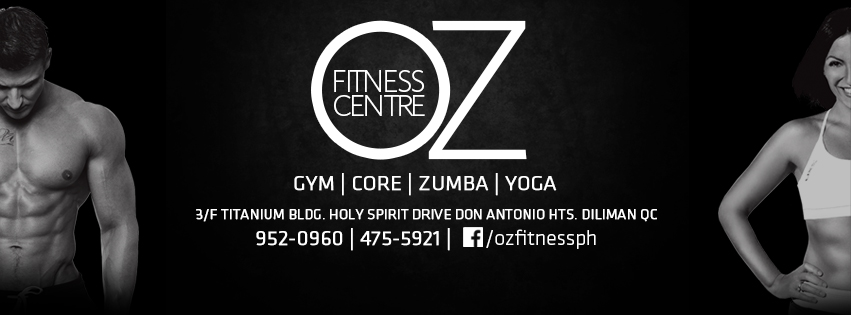 OZ
FITNESS
CENTRE
GYM | CORE | ZUMBA | YOGA
3/F TITANIUM BLDG. HOLY SPIRIT DRIVE DON ANTONIO HTS. DILIMAN QC
952-0960 | 475-5921 | f/ozfitnessph